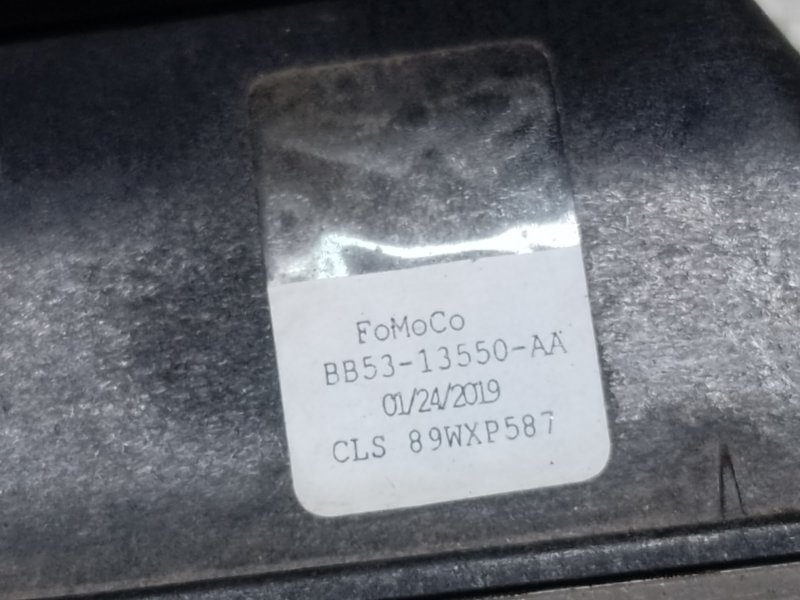 FoMoCo
BB53-13550-AA
01/24/2019
CLS 89WXP587